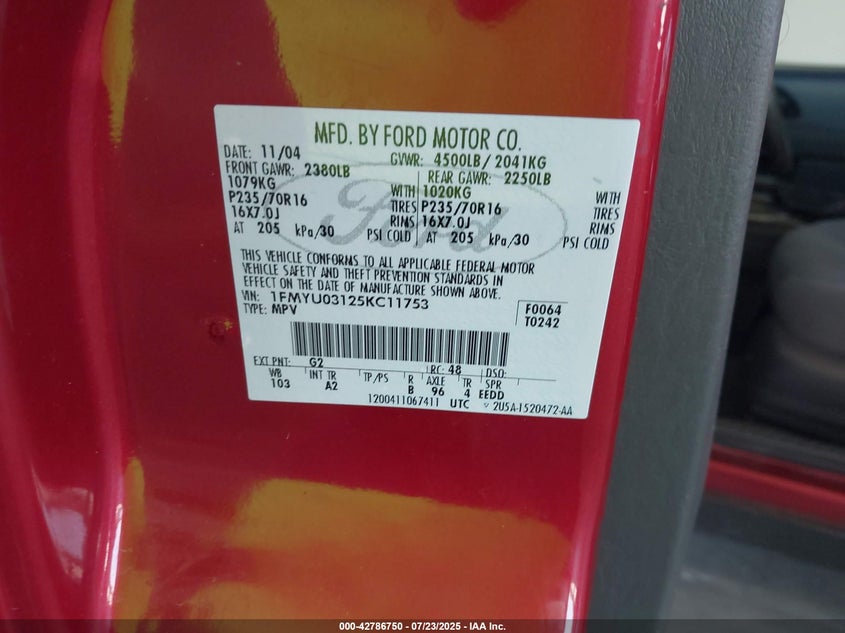 MFD. BY FORD MOTOR CO.
DATE: 11/04 GVWR: 4500LB/ 2041KG
FRONT GAWR: 2380LB REAR GAWR: 2250LB
1079KG WITH 1020KG WITH
P235/70R16 TIRES P235/70R16 TIRES
16X7.0J RIMS 16X7.0J RIMS
AT 205 kPa/30 PSI COLD AT 205 kPa/30 PSI COLD
Ford
THIS VEHICLE CONFORMS TO ALL APPLICABLE FEDERAL MOTOR
VEHICLE SAFETY AND THEFT PREVENTION STANDARDS IN
EFFECT ON THE DATE OF MANUFACTURE SHOWN ABOVE.
VIN: 1FMYU03125KC11753
TYPE: MPV
F0064
T0242
EXT PNT: G2 RC: 48 DSO:
WB INT TR TP/PS R AXLE TR SPR
103 A2 B 96 4 EEDD
1200411067411 UTC 2U5A-1520472-AA
000-42786750 | 07/23/2025 - IAA Inc.